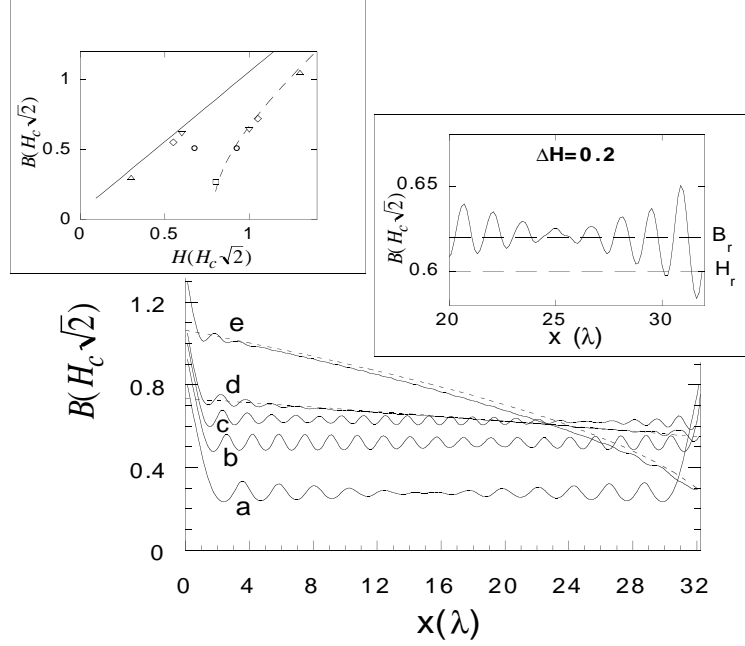 1
0.5
0
B(H_c√2)
0 0.5 1
H(H_c√2)
ΔH=0.2
0.65
0.6
B(H_c√2)
B_r
H_r
20 25 30
x (λ)
1.2
0.8
0.4
0
B(H_c√2)
e
d
c
b
a
0 4 8 12 16 20 24 28 32
x(λ)